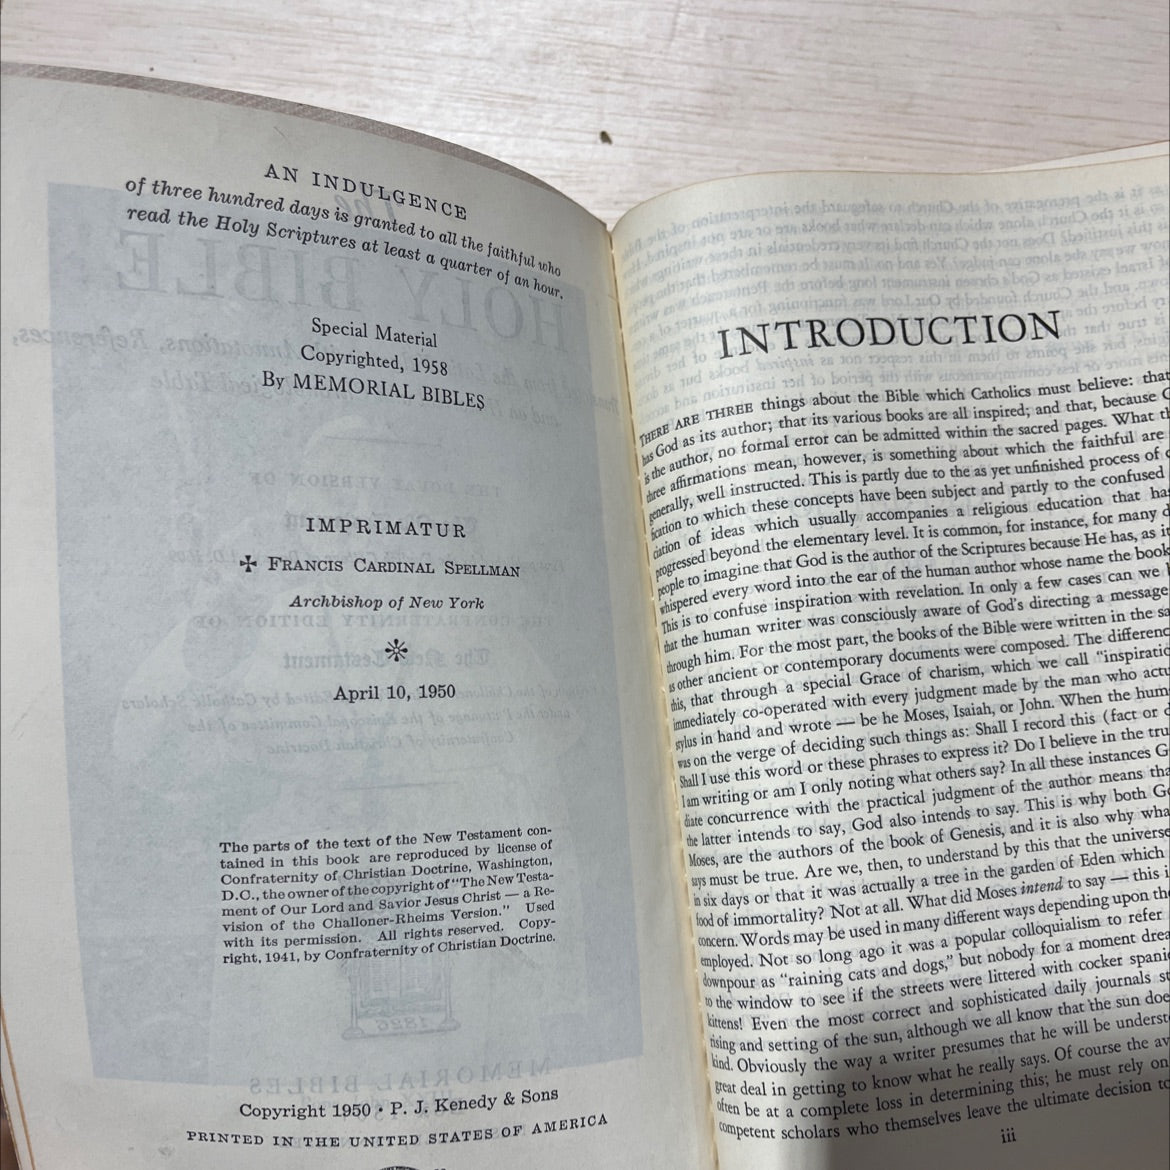 AN INDULGENCE
of three hundred days is granted to all the faithful who
read the Holy Scriptures at least a quarter of an hour.
Special Material
Copyrighted, 1958
By MEMORIAL BIBLES
IMPRIMATUR
✠ FRANCIS CARDINAL SPELLMAN
Archbishop of New York
April 10, 1950
The parts of the text of the New Testament con-
tained in this book are reproduced by license of
Confraternity of Christian Doctrine, Washington,
D.C., the owner of the copyright of "The New Testa-
ment of Our Lord and Savior Jesus Christ — a Re-
vision of the Challoner-Rheims Version." Used
with its permission. All rights reserved. Copy-
right, 1941, by Confraternity of Christian Doctrine.
Copyright 1950 · P. J. Kenedy & Sons
PRINTED IN THE UNITED STATES OF AMERICA
INTRODUCTION
THERE ARE THREE things about the Bible which Catholics must believe: that
has God as its author; that its various books are all inspired; and that, because
is the author, no formal error can be admitted within the sacred pages. What
three affirmations mean, however, is something about which the faithful are
generally, well instructed. This is partly due to the as yet unfinished process of
fication to which these concepts have been subject and partly to the confused
ciation of ideas which usually accompanies a religious education that
progressed beyond the elementary level. It is common, for instance, for many
people to imagine that God is the author of the Scriptures because He has, as it
whispered every word into the ear of the human author whose name the book
This is to confuse inspiration with revelation. In only a few cases can we
that the human writer was consciously aware of God's directing a message
through him. For the most part, the books of the Bible were written in the
as other ancient or contemporary documents were composed. The differenc
this, that through a special Grace of charism, which we call "inspiratio
immediately co-operated with every judgment made by the man who actu
stylus in hand and wrote — be he Moses, Isaiah, or John. When the hum
was on the verge of deciding such things as: Shall I record this (fact or
Shall I use this word or these phrases to express it? Do I believe in the tru
I am writing or am I only noting what others say? In all these instances
diate concurrence with the practical judgment of the author means tha
the latter intends to say, God also intends to say. This is why both
Moses, are the authors of the book of Genesis, and it is also why wha
says must be true. Are we, then, to understand by this that the universe
in six days or that it was actually a tree in the garden of Eden which
food of immortality? Not at all. What did Moses intend to say — this
concern. Words may be used in many different ways depending upon
employed. Not so long ago it was a popular colloquialism to refer
downpour as "raining cats and dogs," but nobody for a moment drea
to the window to see if the streets were littered with cocker spani
kittens! Even the most correct and sophisticated daily journals
rising and setting of the sun, although we all know that the sun doe
kind. Obviously the way a writer presumes that he will be underst
great deal in getting to know what he really says. Of course the av
often be at a complete loss in determining this; he must rely on
competent scholars who themselves leave the ultimate decision to
iii